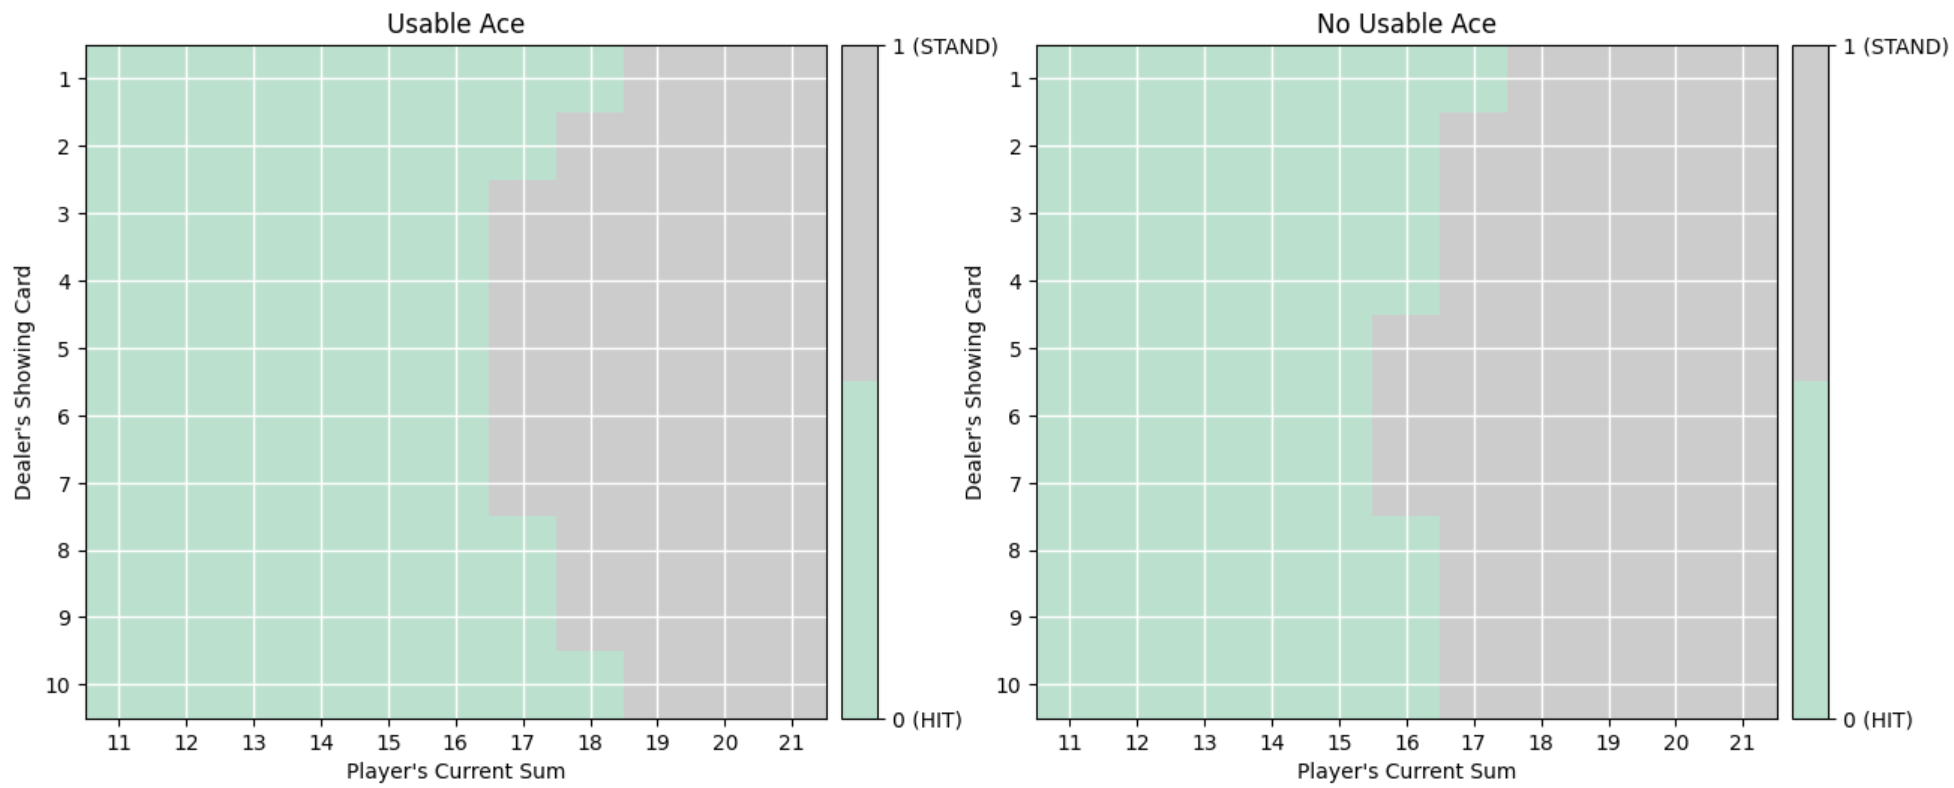 Usable Ace
1 (STAND)
0 (HIT)
Dealer's Showing Card
1
2
3
4
5
6
7
8
9
10
11 12 13 14 15 16 17 18 19 20 21
Player's Current Sum
No Usable Ace
1 (STAND)
0 (HIT)
Dealer's Showing Card
1
2
3
4
5
6
7
8
9
10
11 12 13 14 15 16 17 18 19 20 21
Player's Current Sum